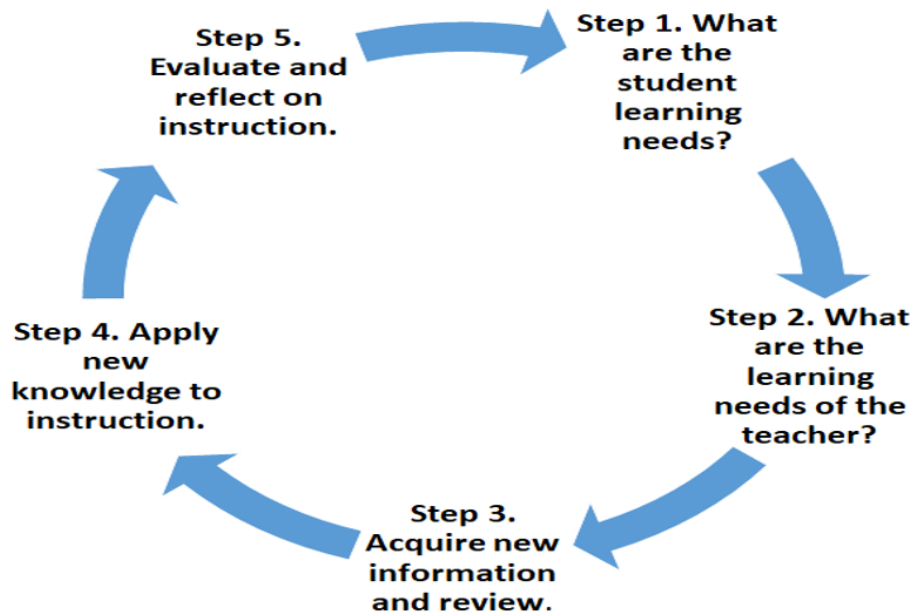 Step 1. What
are the
student
learning
needs?
Step 2. What
are the
learning
needs of the
teacher?
Step 3.
Acquire new
information
and review.
Step 4. Apply
new
knowledge to
instruction.
Step 5.
Evaluate and
reflect on
instruction.